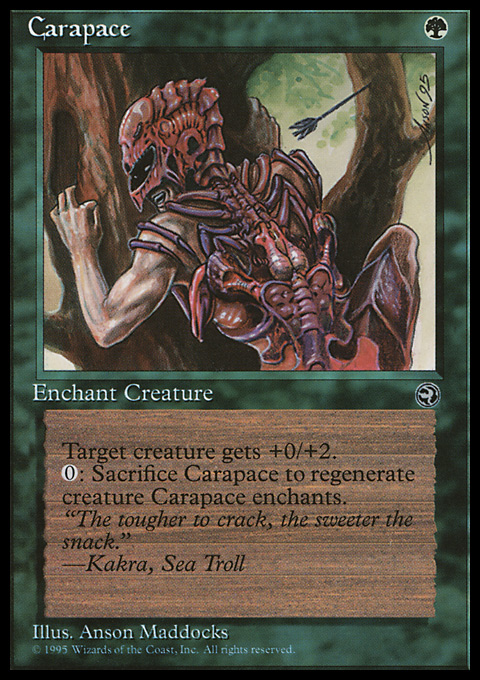 Carapace
Anson 95
Enchant Creature
Target creature gets +0/+2.
0: Sacrifice Carapace to regenerate
creature Carapace enchants.
“The tougher to crack, the sweeter the
snack.”
—Kakra, Sea Troll
Illus. Anson Maddocks
© 1995 Wizards of the Coast, Inc. All rights reserved.